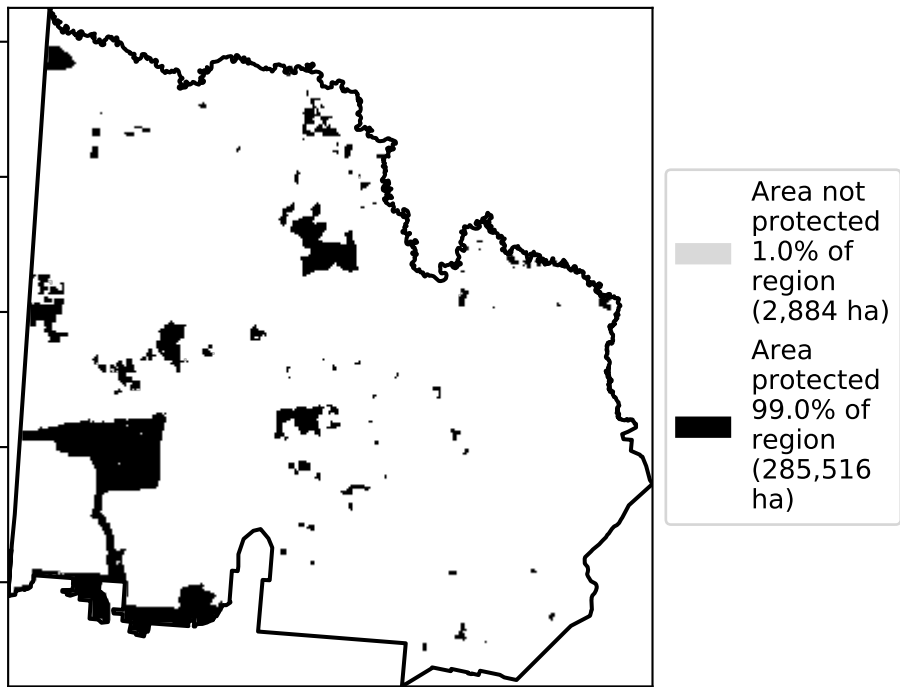 Area not
protected
1.0% of
region
(2,884 ha)
Area
protected
99.0% of
region
(285,516
ha)